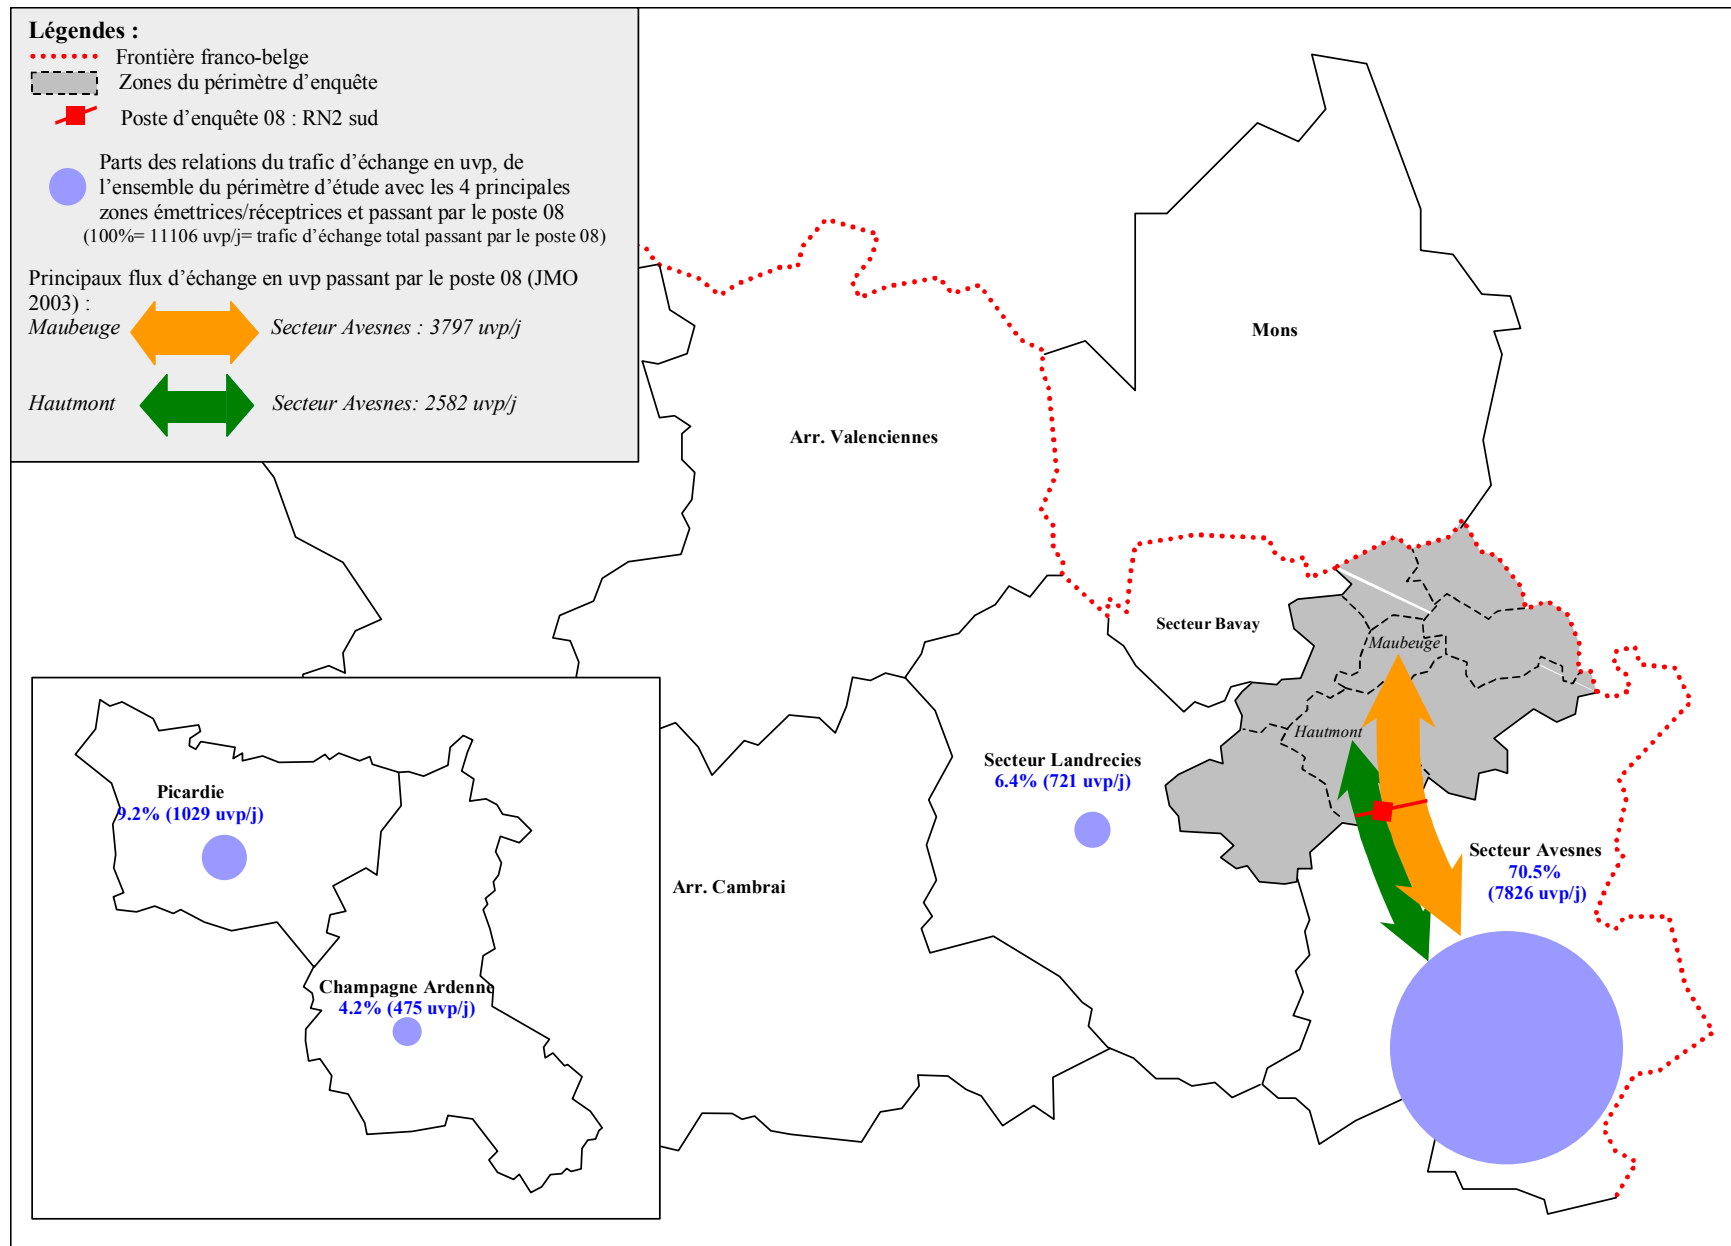 Légendes :
Frontière franco-belge
Zones du périmètre d’enquête
Poste d’enquête 08 : RN2 sud
Parts des relations du trafic d’échange en uvp, de
l’ensemble du périmètre d’étude avec les 4 principales
zones émettrices/réceptrices et passant par le poste 08
(100%= 11106 uvp/j= trafic d’échange total passant par le poste 08)
Principaux flux d’échange en uvp passant par le poste 08 (JMO
2003) :
Maubeuge
Secteur Avesnes : 3797 uvp/j
Hautmont
Secteur Avesnes: 2582 uvp/j
Mons
Arr. Valenciennes
Secteur Bavay
Maubeuge
Hautmont
Secteur Landrecies
6.4% (721 uvp/j)
Picardie
9.2% (1029 uvp/j)
Secteur Avesnes
70.5%
(7826 uvp/j)
Arr. Cambrai
Champagne Ardenne
4.2% (475 uvp/j)